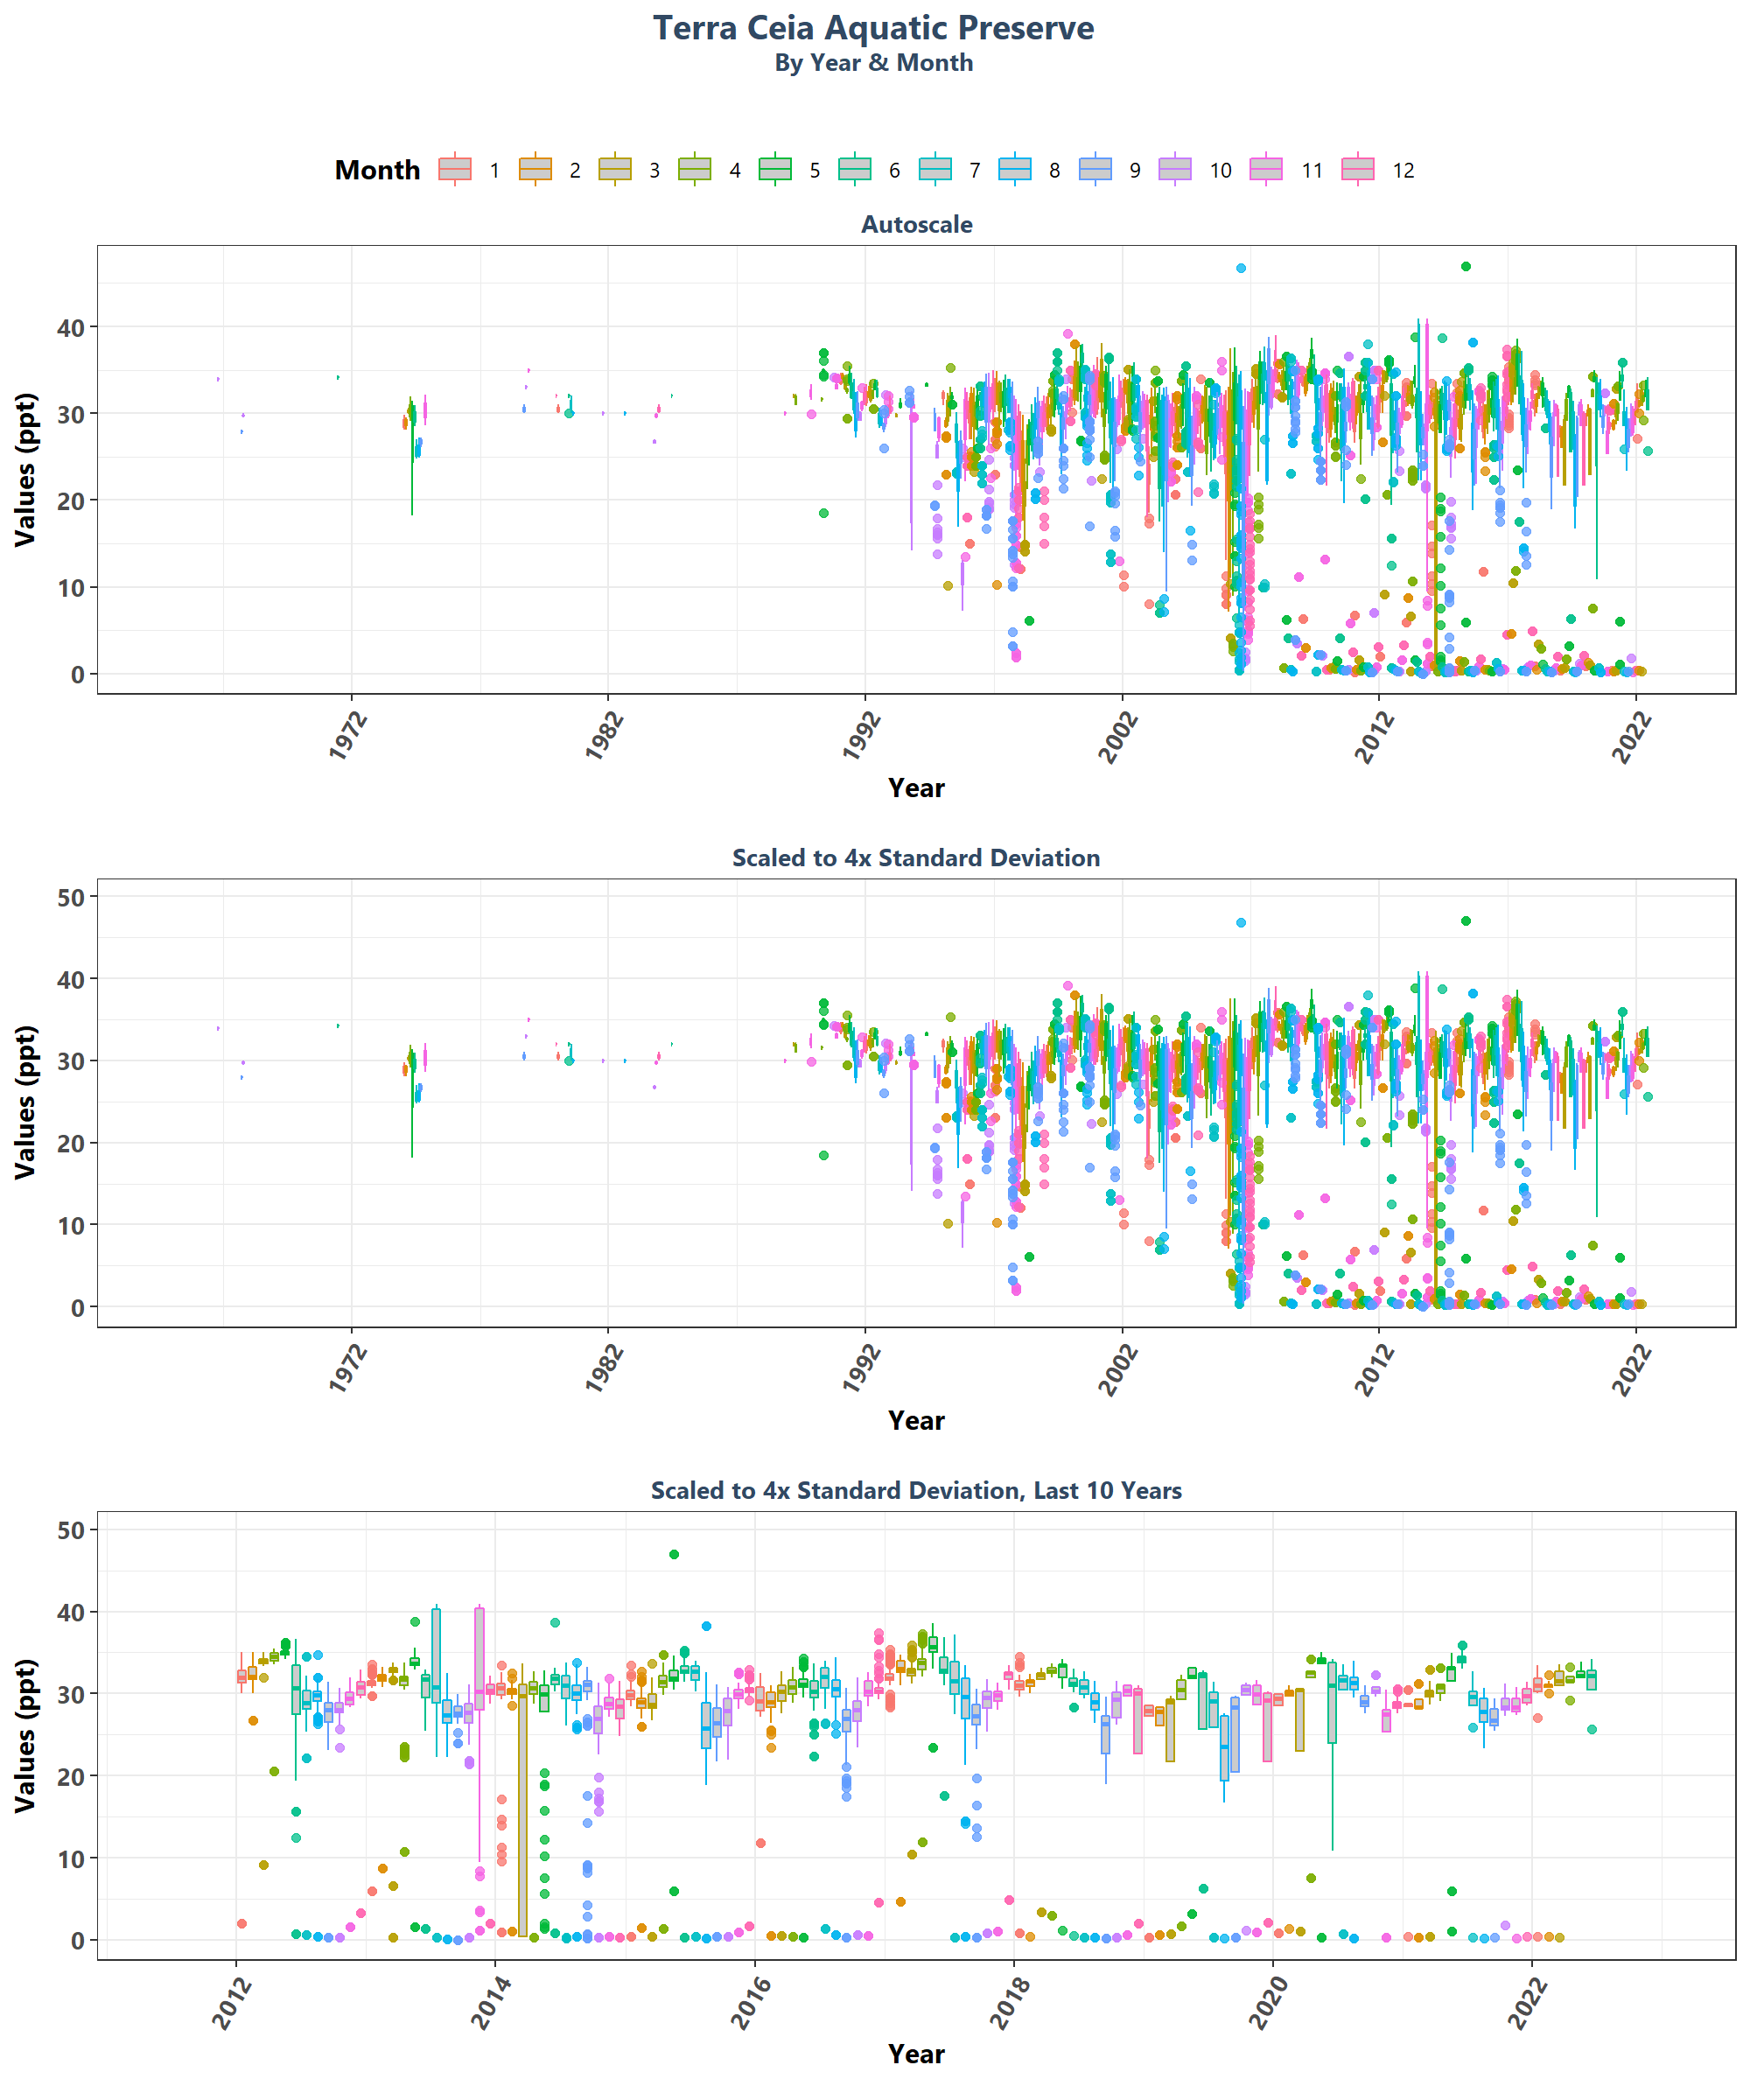 Terra Ceia Aquatic Preserve
By Year & Month
Month 1 2 3 4 5 6 7 8 9 10 11 12
Autoscale
Values (ppt)
40
30
20
10
0
1972 1982 1992 2002 2012 2022
Year
Scaled to 4x Standard Deviation
Values (ppt)
50
40
30
20
10
0
1972 1982 1992 2002 2012 2022
Year
Scaled to 4x Standard Deviation, Last 10 Years
Values (ppt)
50
40
30
20
10
0
2012 2014 2016 2018 2020 2022
Year